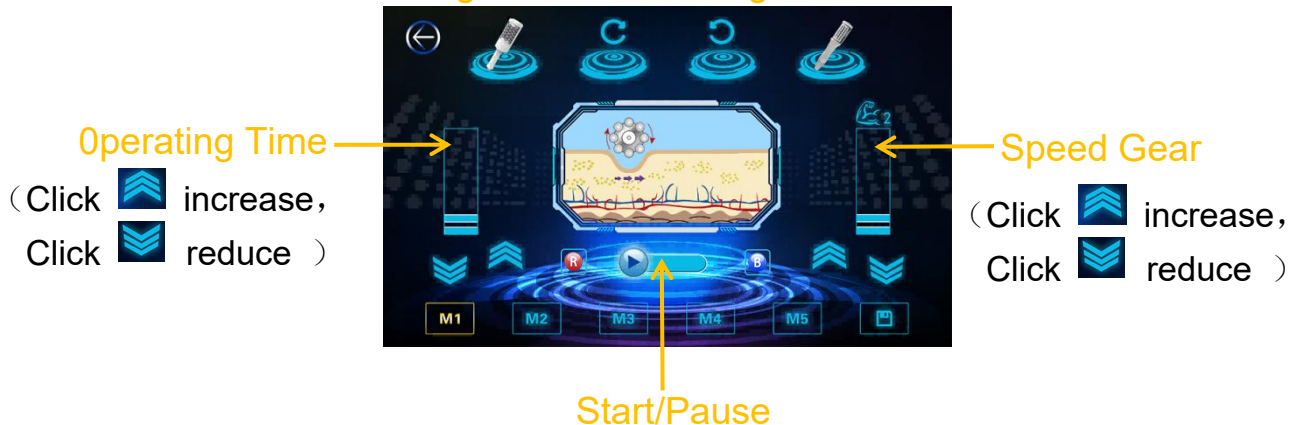 0perating Time
（Click increase，
Click reduce ）
2
Speed Gear
（Click increase，
Click reduce ）
R
B
M1 M2 M3 M4 M5
Start/Pause